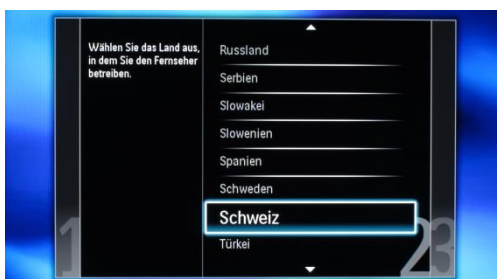 Wählen Sie das Land aus,
in dem Sie den Fernseher
betreiben.
Russland
Serbien
Slowakei
Slowenien
Spanien
Schweden
Schweiz
Türkei
1
23